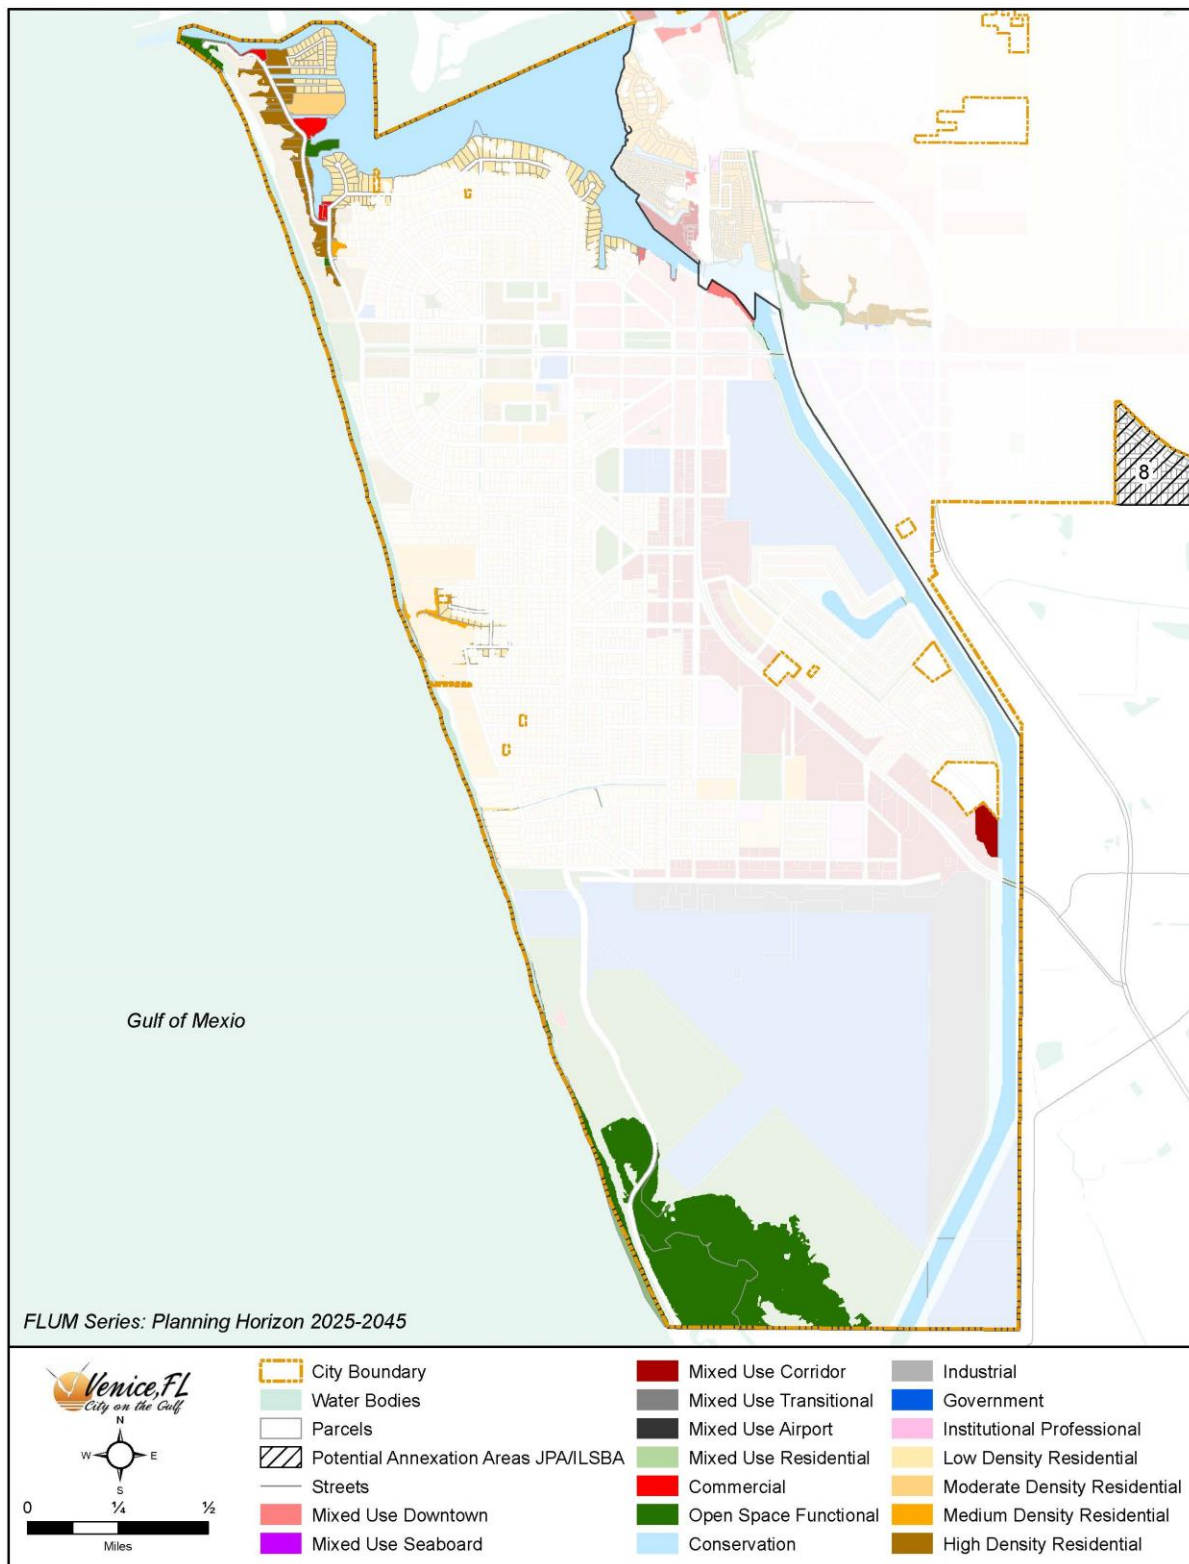 8
Gulf of Mexio
FLUM Series: Planning Horizon 2025-2045
Venice, FL
City on the Gulf
N
W E
S
0 ¼ ½
Miles
City Boundary
Water Bodies
Parcels
Potential Annexation Areas JPA/ILSBA
Streets
Mixed Use Downtown
Mixed Use Seaboard
Mixed Use Corridor
Mixed Use Transitional
Mixed Use Airport
Mixed Use Residential
Commercial
Open Space Functional
Conservation
Industrial
Government
Institutional Professional
Low Density Residential
Moderate Density Residential
Medium Density Residential
High Density Residential